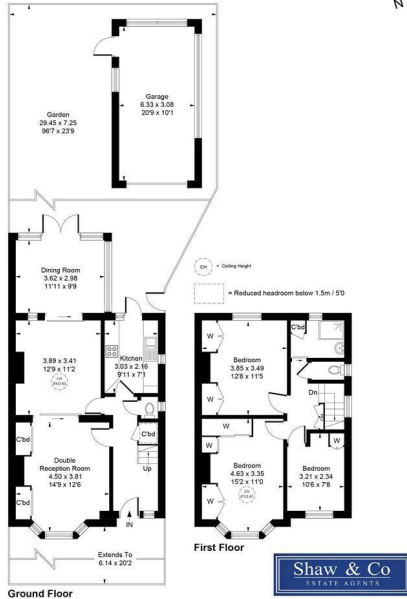 N
Garden
29.45 x 7.25
96'7 x 23'9
Garage
6.33 x 3.08
20'9 x 10'1
Dining Room
3.62 x 2.98
11'11 x 9'9
CH
= Ceiling Height
= Reduced headroom below 1.5m / 5'0
3.89 x 3.41
12'9 x 11'2
CH
Kitchen
3.03 x 2.16
9'11 x 7'1
C'bd
Double
Reception Room
4.50 x 3.81
14'9 x 12'6
C'bd
C'bd
Up
IN
Extends To
6.14 x 20'2
Ground Floor
W
Bedroom
3.85 x 3.49
12'8 x 11'5
W
C'bd
Dn
W
W
Bedroom
4.63 x 3.35
15'2 x 11'0
CH
W
W
Bedroom
3.21 x 2.34
10'6 x 7'8
First Floor
Shaw & Co
ESTATE AGENTS